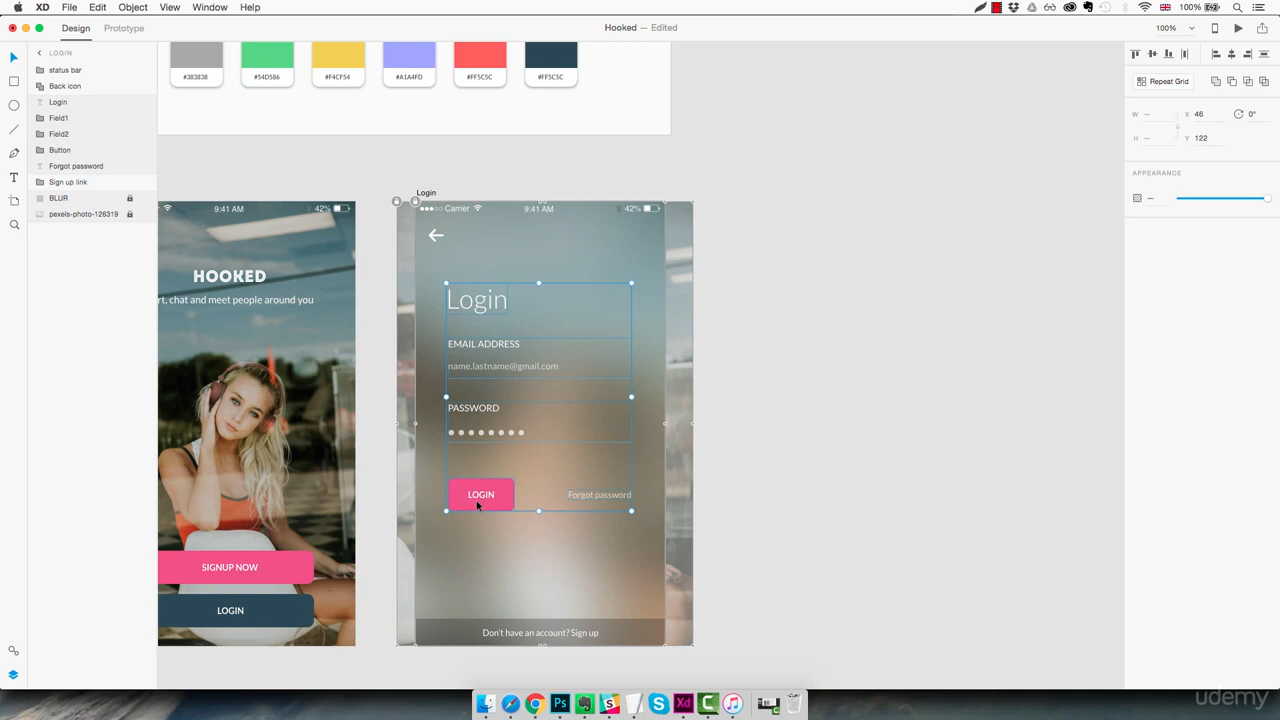 XD File Edit Object View Window Help
100%
Design Prototype
Hooked — Edited
100%
LOGIN
status bar
Back icon
Login
Field1
Field2
Button
Forgot password
Sign up link
BLUR
pexels-photo-126319
#383838 #54D586 #F4CF54 #A1A4FD #FF5C5C #FF5C5C
9:41 AM 42%
HOOKED
rt, chat and meet people around you
SIGNUP NOW
LOGIN
Login
Carrier 9:41 AM 42%
Login
EMAIL ADDRESS
name.lastname@gmail.com
PASSWORD
LOGIN Forgot password
Don't have an account? Sign up
Repeat Grid
W — X 46 0°
H — Y 122
APPEARANCE
Ps S Xd C
udemy